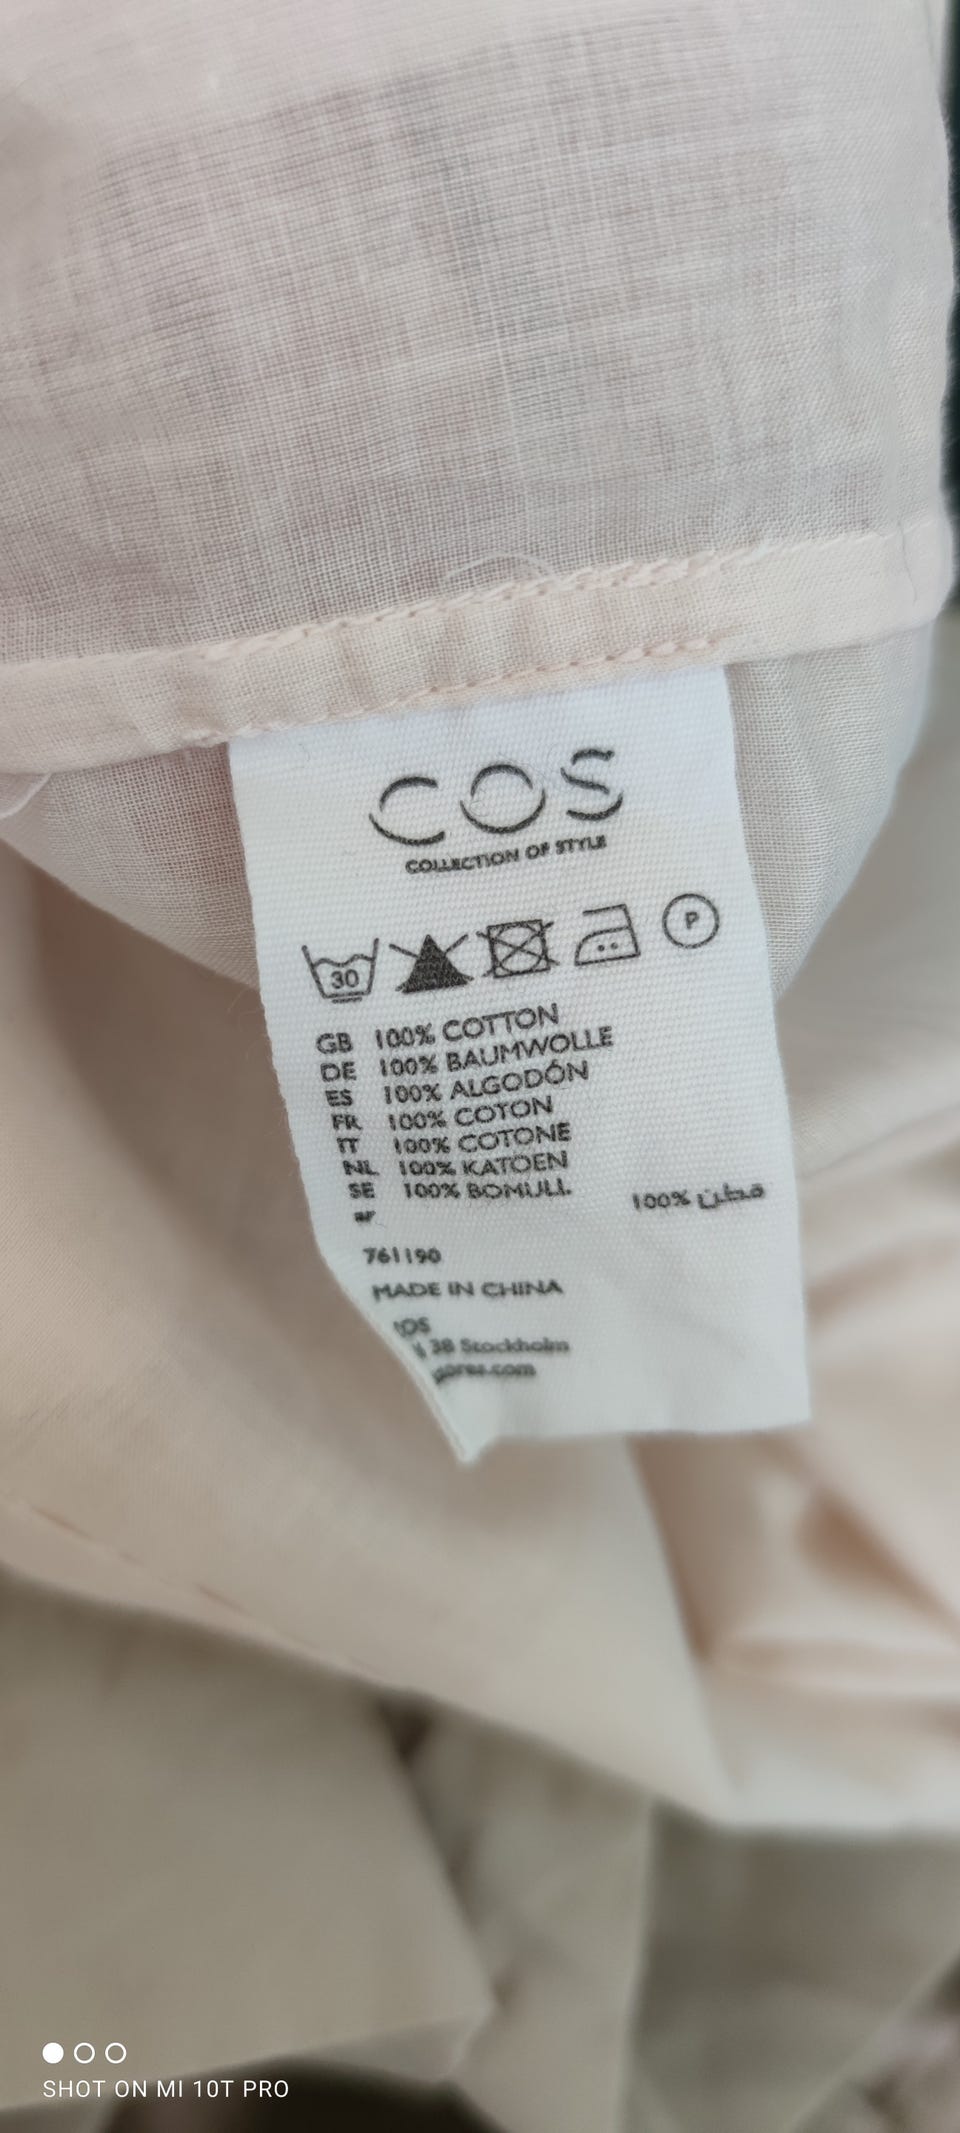 COS
COLLECTION OF STYLE
30
P
GB 100% COTTON
DE 100% BAUMWOLLE
ES 100% ALGODÓN
FR 100% COTON
IT 100% COTONE
NL 100% KATOEN
SE 100% BOMULL
ar 100% قطن
761190
MADE IN CHINA
38 Stockholm
SHOT ON MI 10T PRO